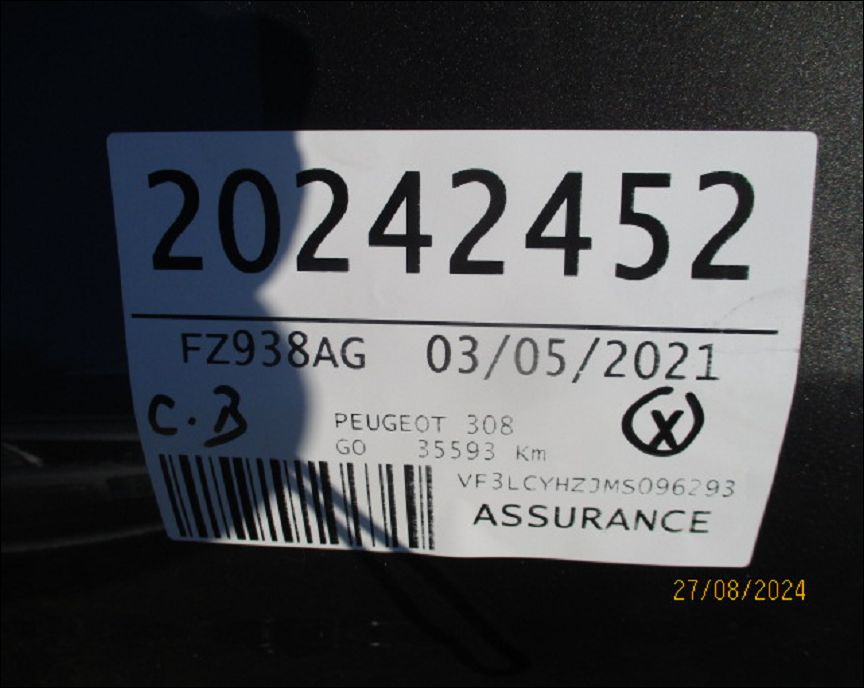 20242452
FZ938AG 03/05/2021
C.B
PEUGEOT 308
X
GO 35593 Km
VF3LCYHZJMS096293
ASSURANCE
27/08/2024